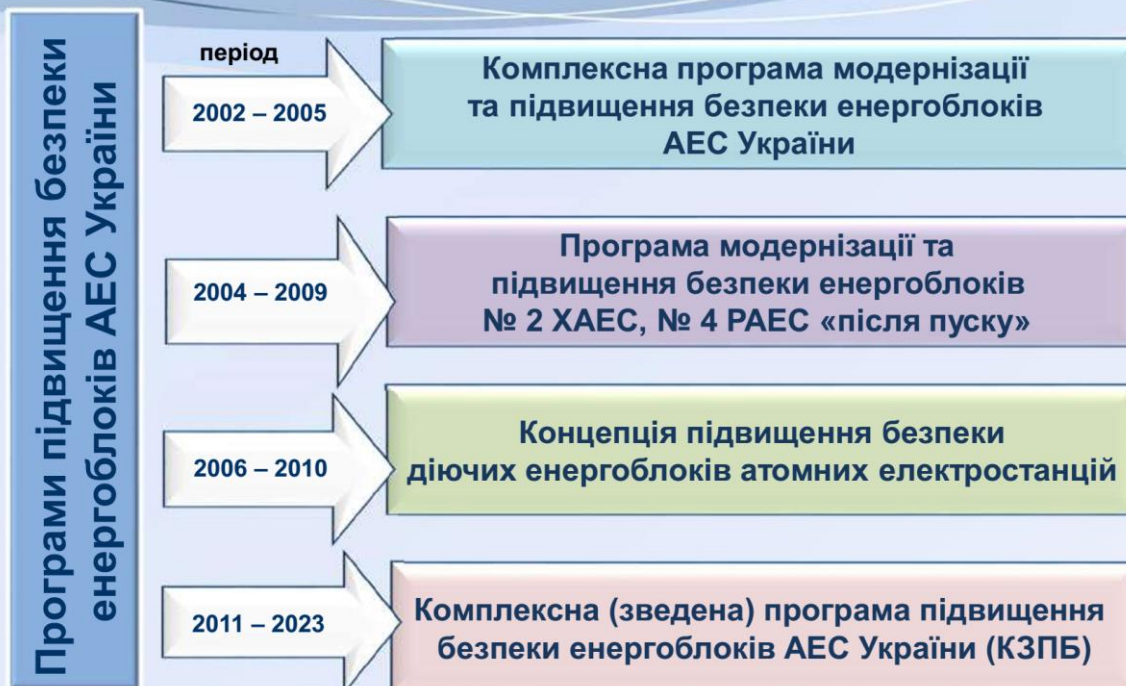 Програми підвищення безпеки
енергоблоків АЕС України
період
2002 – 2005
Комплексна програма модернізації
та підвищення безпеки енергоблоків
АЕС України
2004 – 2009
Програма модернізації та
підвищення безпеки енергоблоків
№ 2 ХАЕС, № 4 РАЕС «після пуску»
2006 – 2010
Концепція підвищення безпеки
діючих енергоблоків атомних електростанцій
2011 – 2023
Комплексна (зведена) програма підвищення
безпеки енергоблоків АЕС України (КЗПБ)